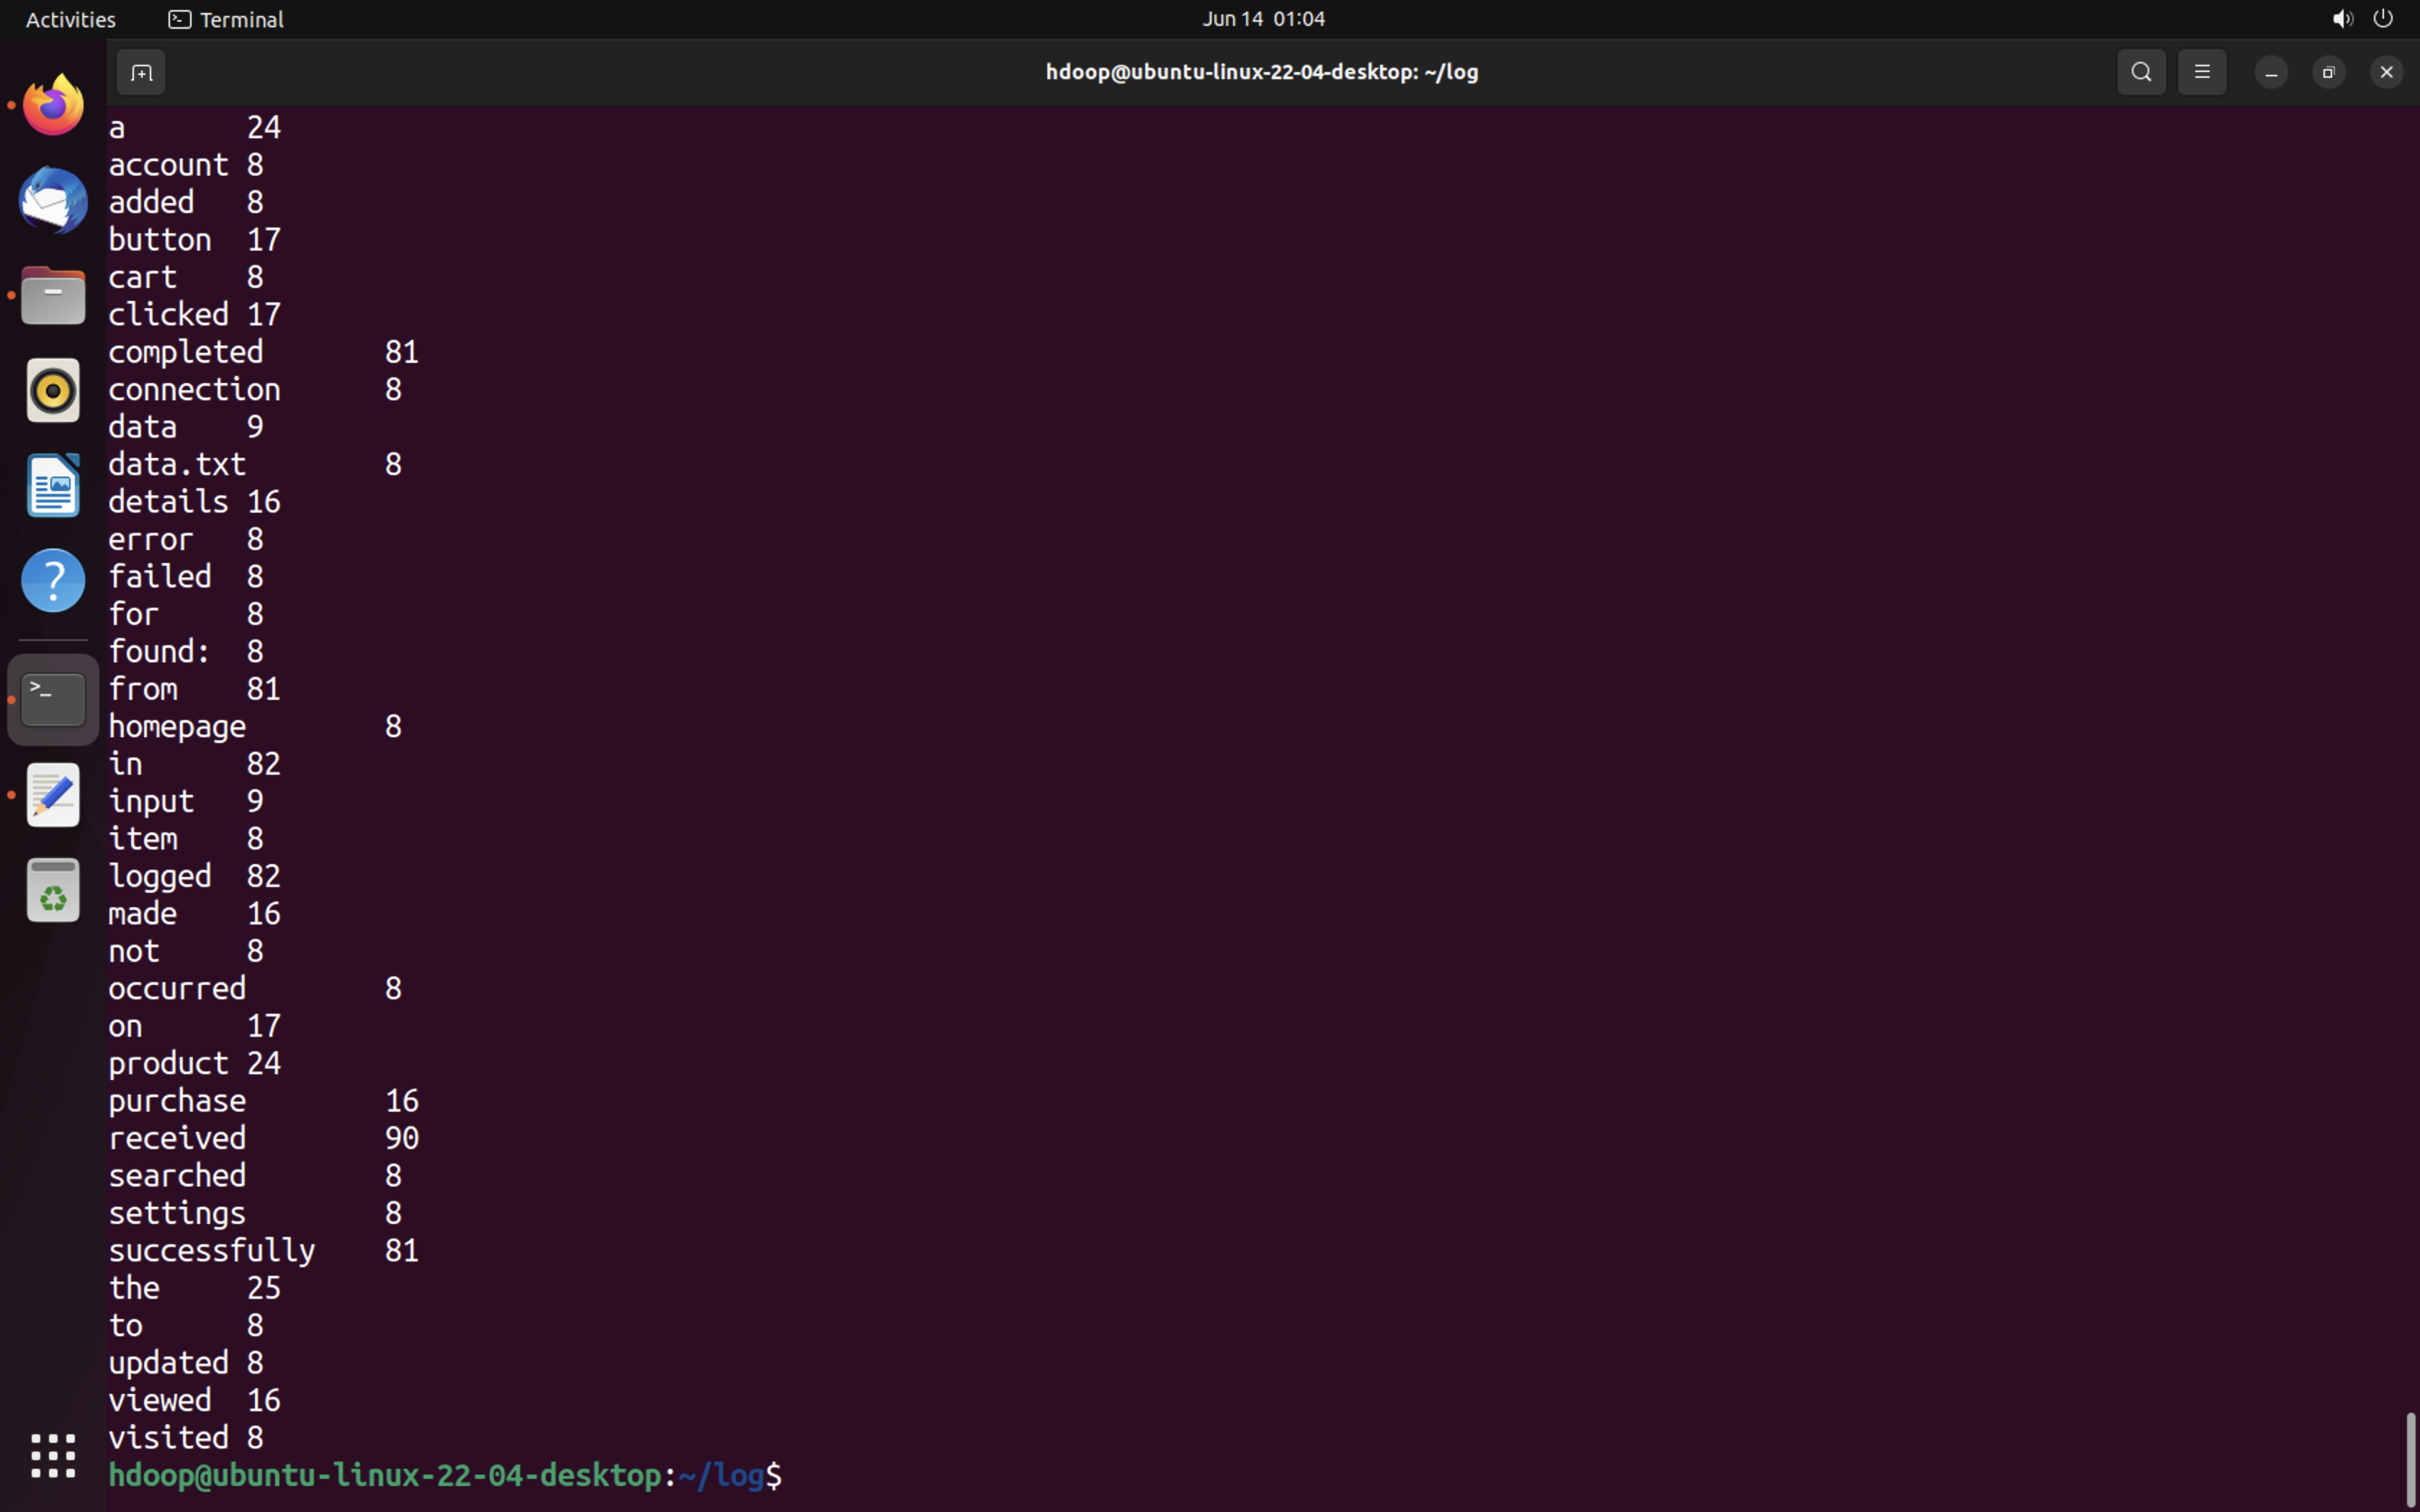 Activities Terminal Jun 14 01:04
hdoop@ubuntu-linux-22-04-desktop: ~/log
a 24
account 8
added 8
button 17
cart 8
clicked 17
completed 81
connection 8
data 9
data.txt 8
details 16
error 8
failed 8
for 8
found: 8
from 81
homepage 8
in 82
input 9
item 8
logged 82
made 16
not 8
occurred 8
on 17
product 24
purchase 16
received 90
searched 8
settings 8
successfully 81
the 25
to 8
updated 8
viewed 16
visited 8
hdoop@ubuntu-linux-22-04-desktop:~/log$